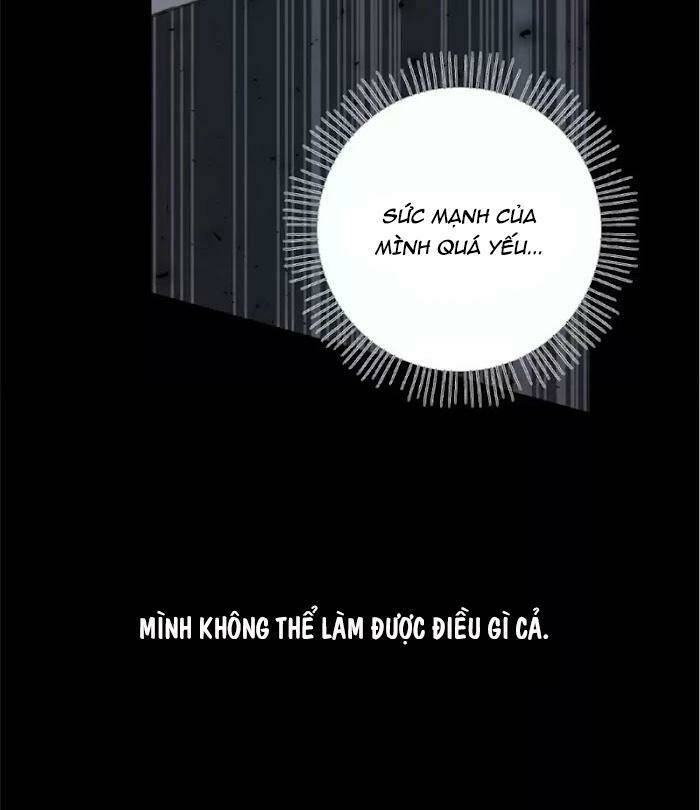 SỨC MẠNH CỦA
MÌNH QUÁ YẾU...
MÌNH KHÔNG THỂ LÀM ĐƯỢC ĐIỀU GÌ CẢ.